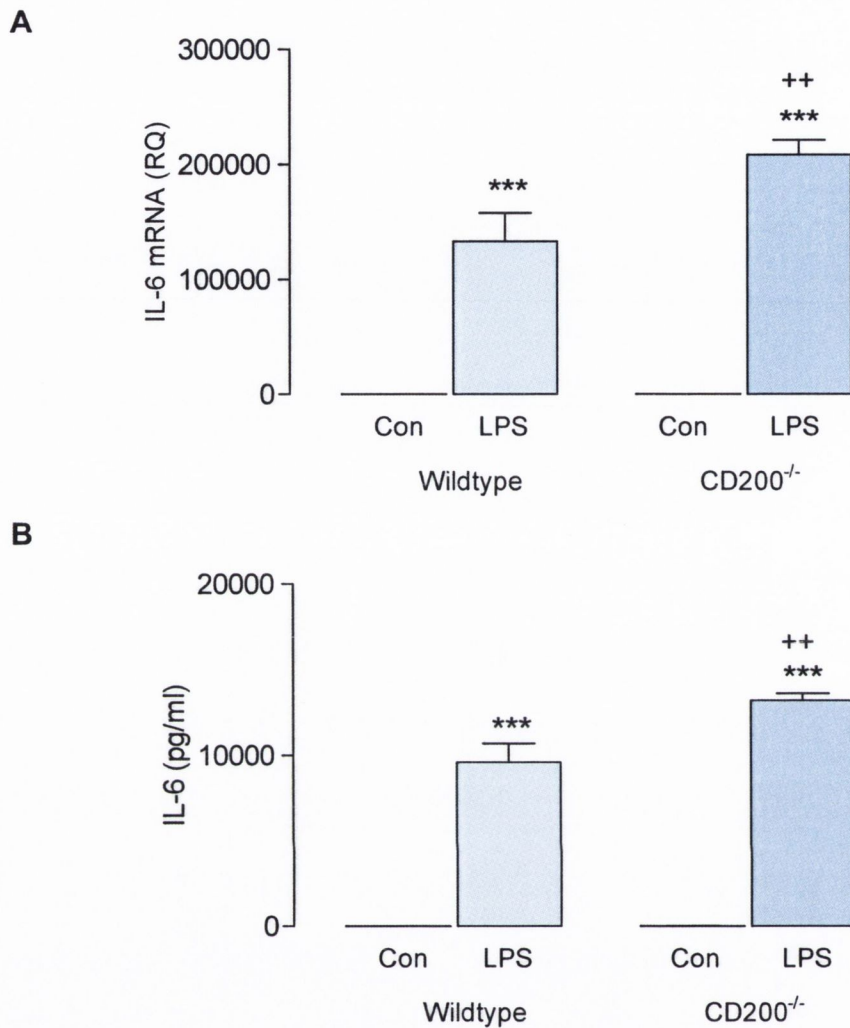 A
300000
++
***
200000
***
IL-6 mRNA (RQ)
100000
0
Con LPS Con LPS
Wildtype CD200-/-
B
20000
++
***
***
10000
IL-6 (pg/ml)
0
Con LPS Con LPS
Wildtype CD200-/-